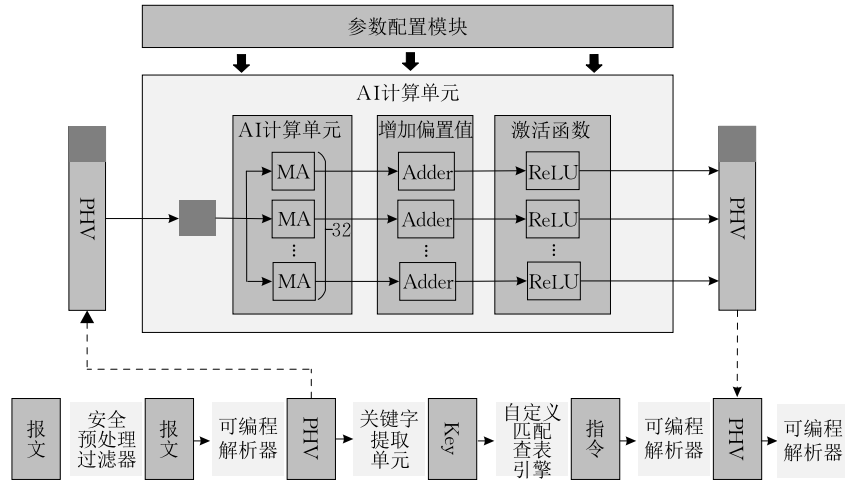 参数配置模块
AI计算单元
AI计算单元
增加偏置值
激活函数
PHV
MA
Adder
ReLU
MA
-32
Adder
ReLU
PHV
⋮
⋮
⋮
MA
Adder
ReLU
报文
安全
预处理
过滤器
报文
可编程
解析器
PHV
关键字
提取
单元
Key
自定义
匹配
查表
引擎
指令
可编程
解析器
PHV
可编程
解析器